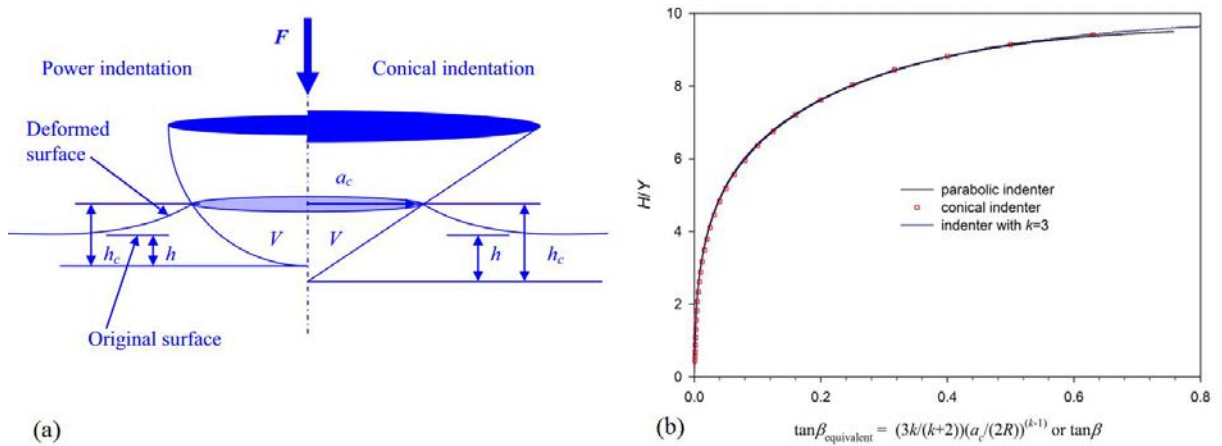 F
Power indentation
Conical indentation
Deformed
surface
a_c
V
V
h_c
h
h
h_c
Original surface
(a)
H/Y
10
8
6
4
2
0
parabolic indenter
conical indenter
indenter with k=3
0.0 0.2 0.4 0.6 0.8
(b)
tanβ_equivalent = (3k/(k+2))(a_c/(2R))^(k-1) or tanβ